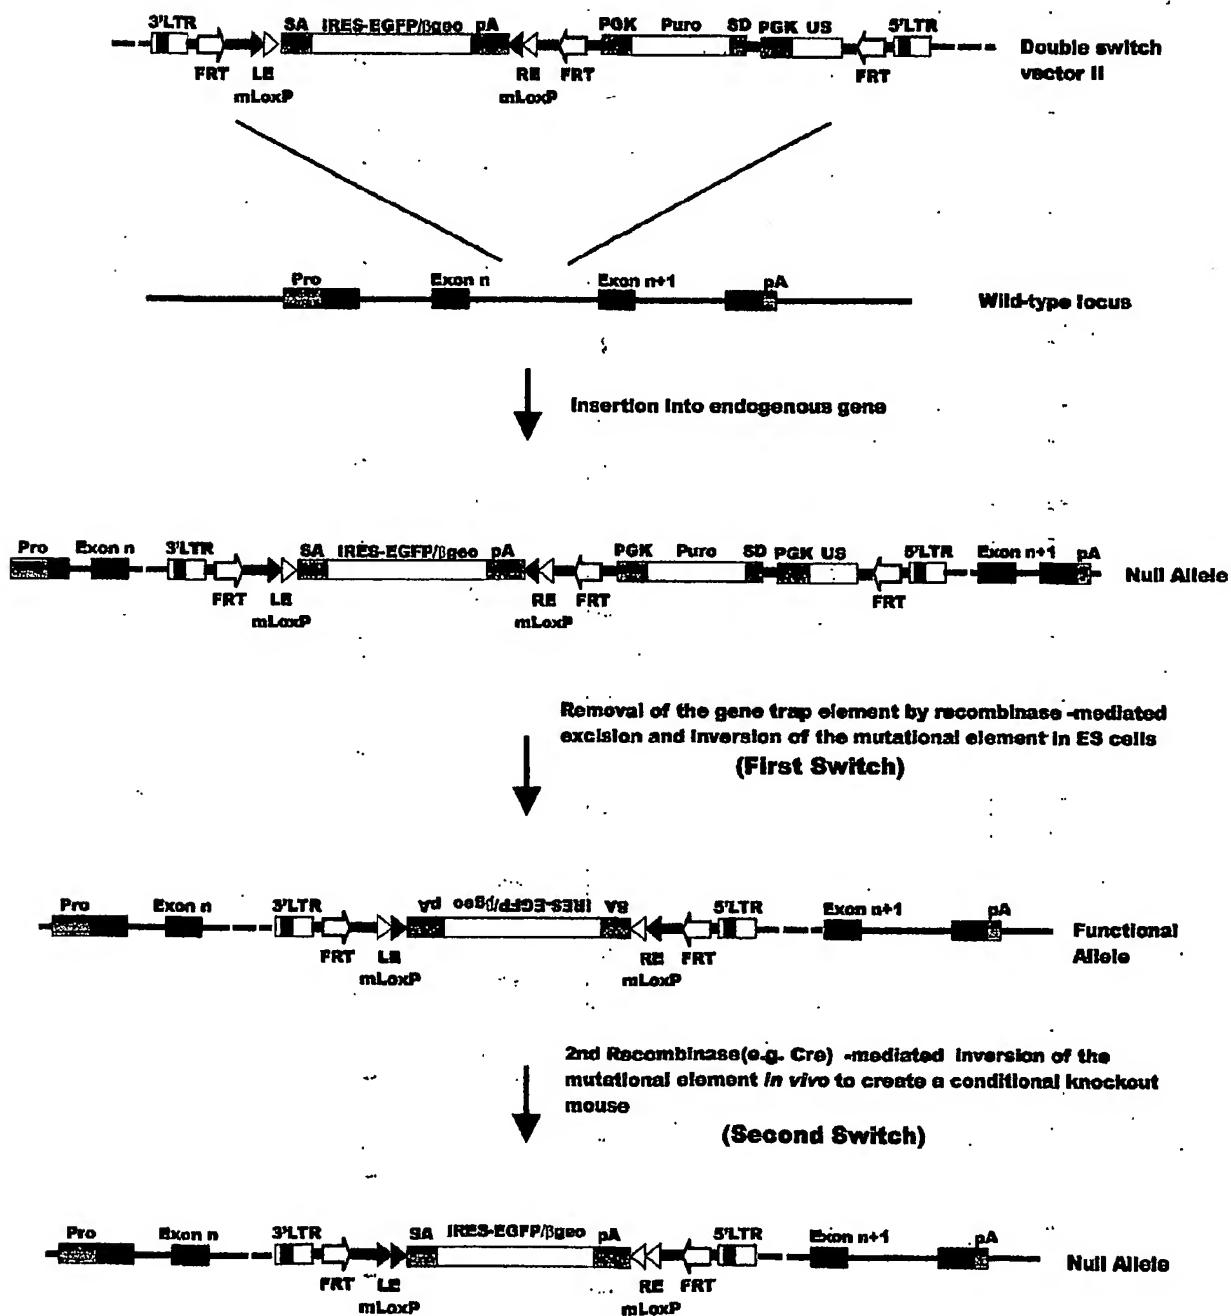 3'LTR SA IRES-EGFP/βgeo pA PGK Puro SD PGK US 5'LTR
Double switch
vector II
FRT LE RE FRT FRT
mLoxP mLoxP
Pro Exon n Exon n+1 pA
Wild-type locus
Insertion into endogenous gene
Pro Exon n 3'LTR SA IRES-EGFP/βgeo pA PGK Puro SD PGK US 5'LTR Exon n+1 pA
Null Allele
FRT LE RE FRT FRT
mLoxP mLoxP
Removal of the gene trap element by recombinase -mediated
excision and inversion of the mutational element in ES cells
(First Switch)
Pro Exon n 3'LTR pA IRES-EGFP/βgeo SA 5'LTR Exon n+1 pA
Functional
Allele
FRT LE RE FRT
mLoxP mLoxP
2nd Recombinase(e.g. Cre) -mediated inversion of the
mutational element in vivo to create a conditional knockout
mouse
(Second Switch)
Pro Exon n 3'LTR SA IRES-EGFP/βgeo pA 5'LTR Exon n+1 pA
Null Allele
FRT LE RE FRT
mLoxP mLoxP